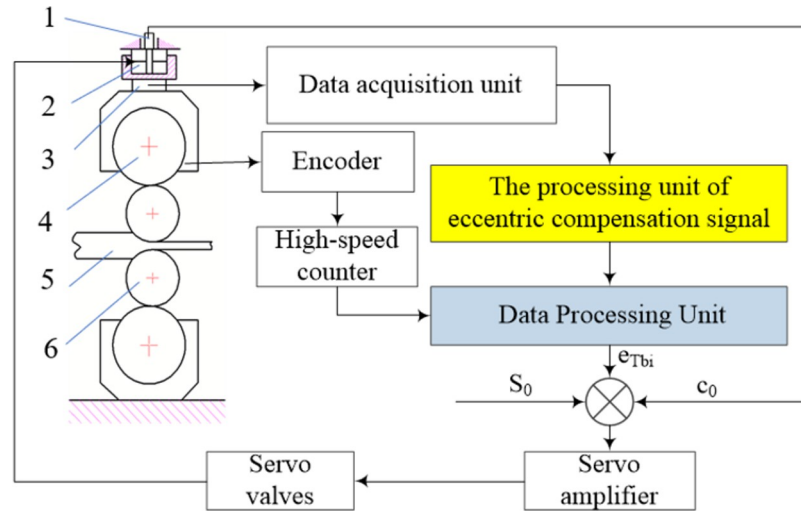 1
2
3
4
5
6
Data acquisition unit
Encoder
The processing unit of
eccentric compensation signal
High-speed
counter
Data Processing Unit
eTbi
S0
c0
Servo
valves
Servo
amplifier